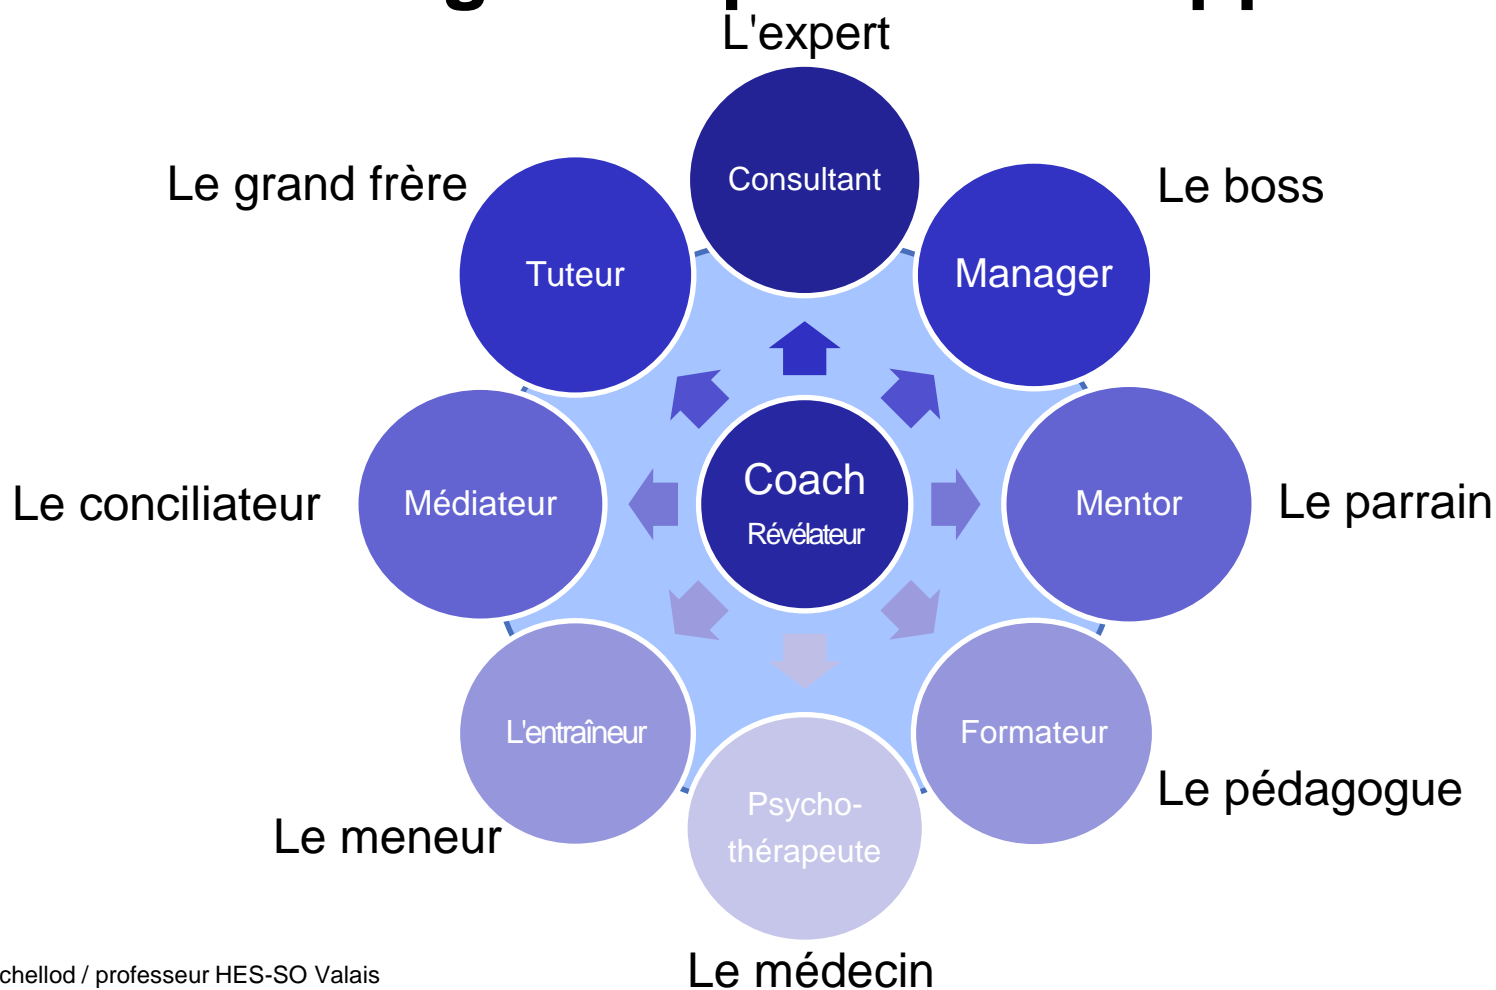 L'expert
Consultant
Le grand frère
Le boss
Tuteur
Manager
Coach
Révélateur
Médiateur
Mentor
Le conciliateur
Le parrain
L'entraîneur
Formateur
Le pédagogue
Psycho-
thérapeute
Le meneur
Le médecin
chellod / professeur HES-SO Valais